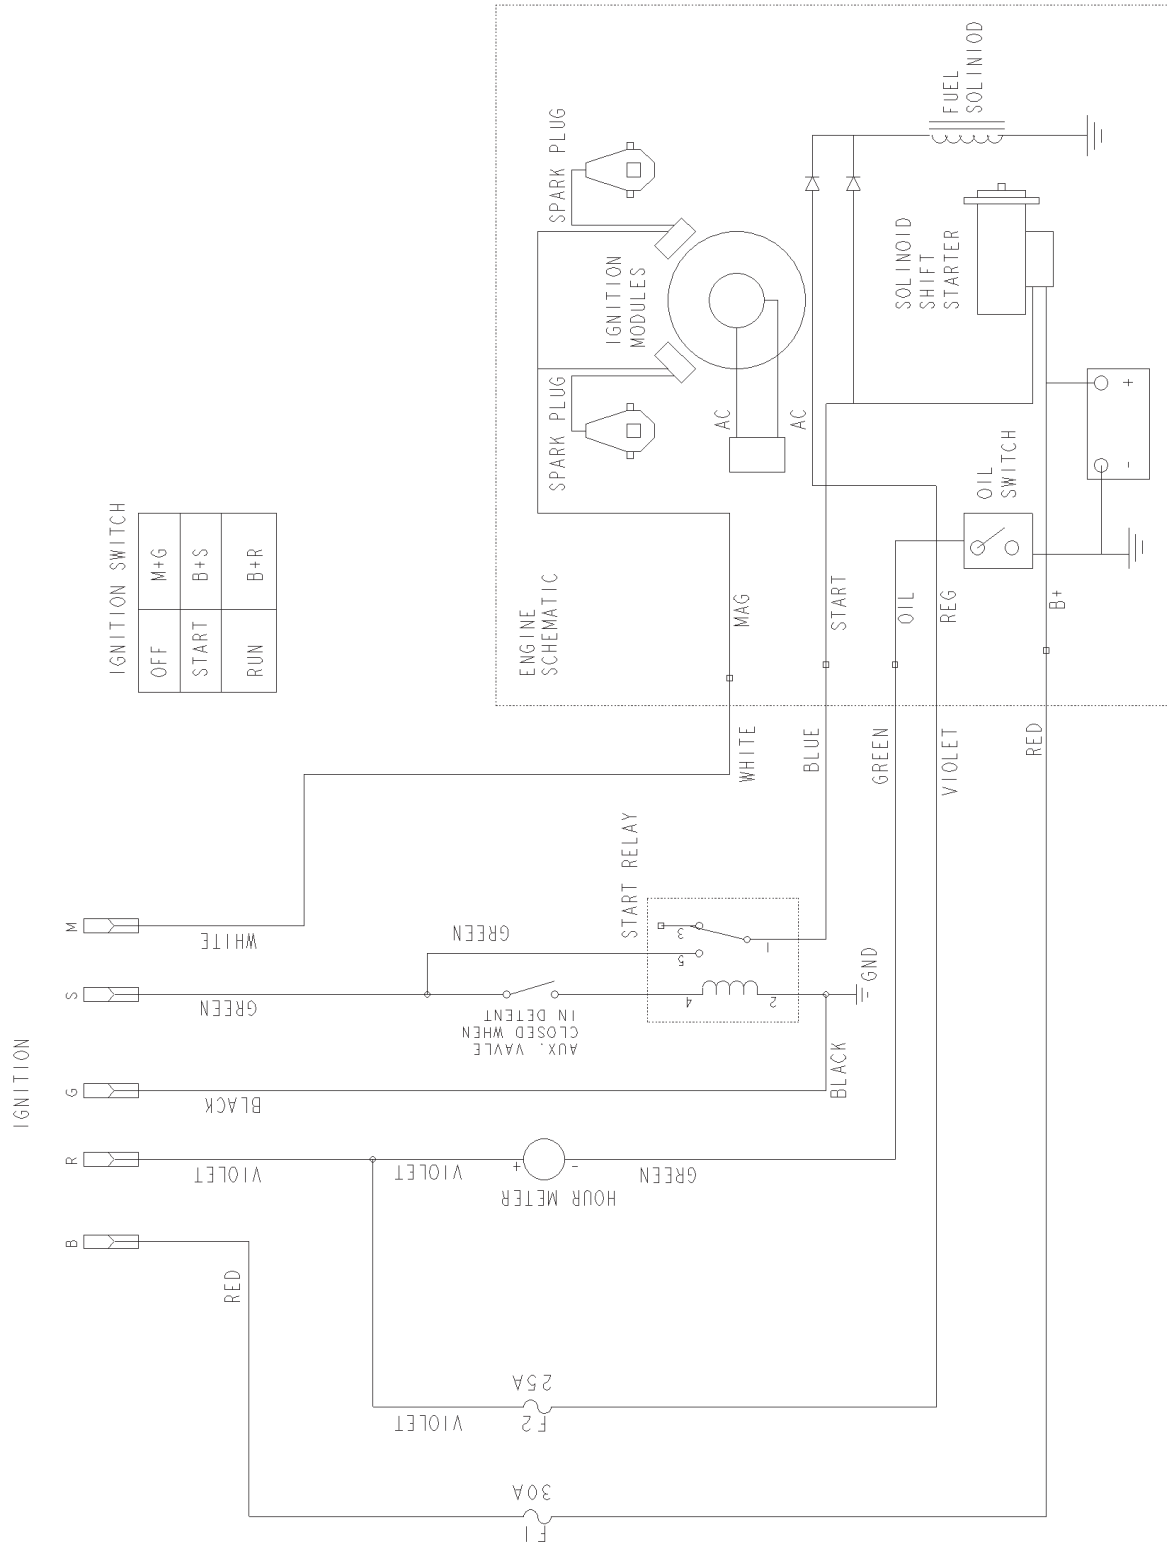 IGNITION
M
S
G
R
B
WHITE
GREEN
BLACK
VIOLET
RED
GREEN
AUX. VAVLE
CLOSED WHEN
IN DETENT
START RELAY
3
5
1
4
2
GND
BLACK
VIOLET
+
-
HOUR METER
GREEN
VIOLET
F2
25A
F1
30A
WHITE
BLUE
GREEN
VIOLET
RED
IGNITION SWITCH
OFF M+G
START B+S
RUN B+R
ENGINE
SCHEMATIC
MAG
START
OIL
REG
B+
SPARK PLUG
SPARK PLUG
IGNITION
MODULES
AC
AC
OIL
SWITCH
-
+
SOLINOID
SHIFT
STARTER
FUEL
SOLINIOD